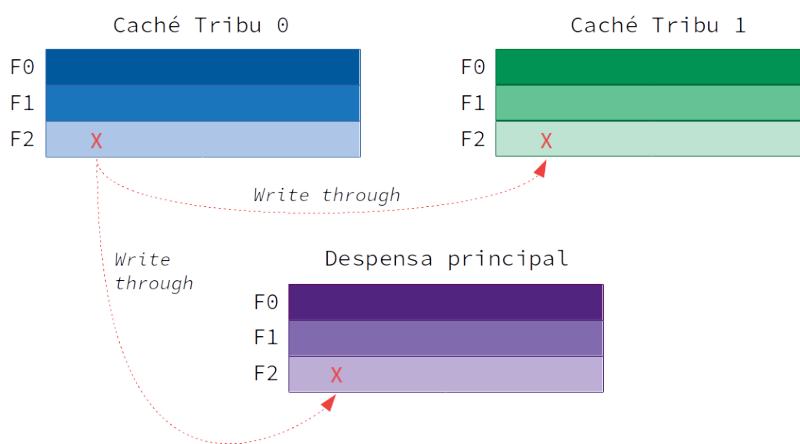 Caché Tribu 0
Caché Tribu 1
F0
F1
F2
X
F0
F1
F2
X
Write through
Write
through
Despensa principal
F0
F1
F2
X